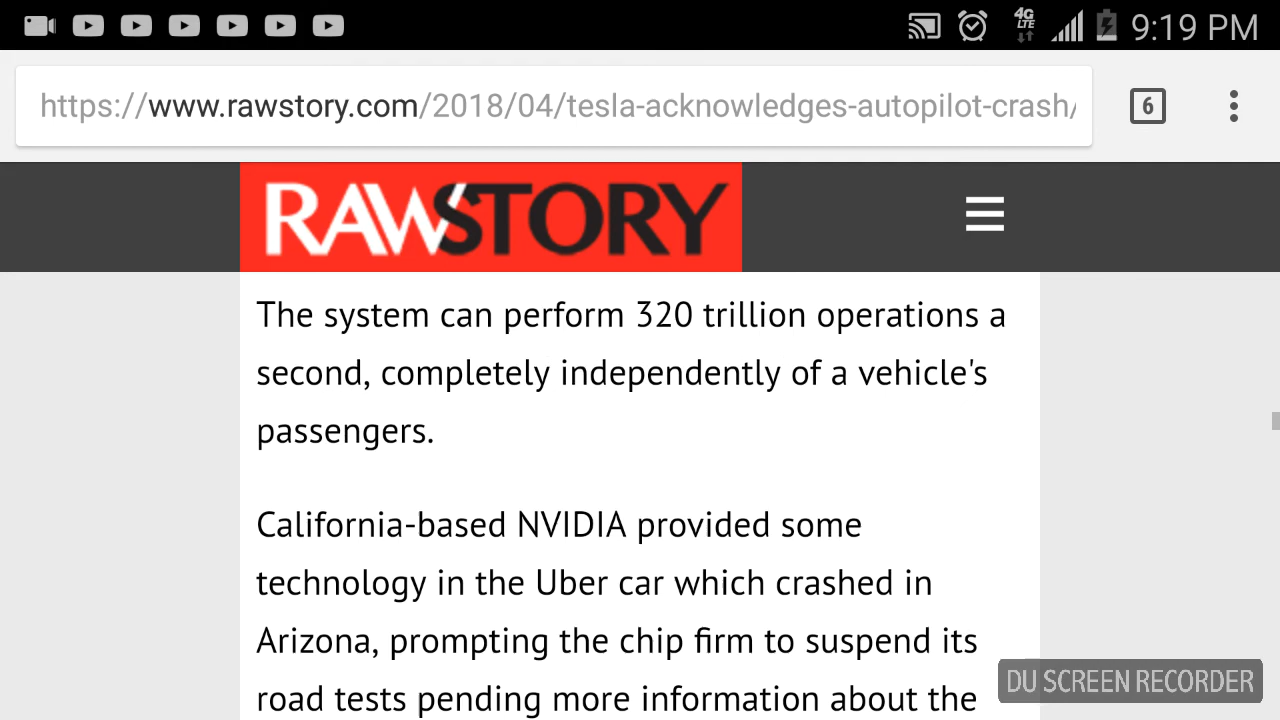 4G
LTE
9:19 PM
https://www.rawstory.com/2018/04/tesla-acknowledges-autopilot-crash/
6
RAWSTORY
The system can perform 320 trillion operations a
second, completely independently of a vehicle's
passengers.
California-based NVIDIA provided some
technology in the Uber car which crashed in
Arizona, prompting the chip firm to suspend its
road tests pending more information about the
DU SCREEN RECORDER